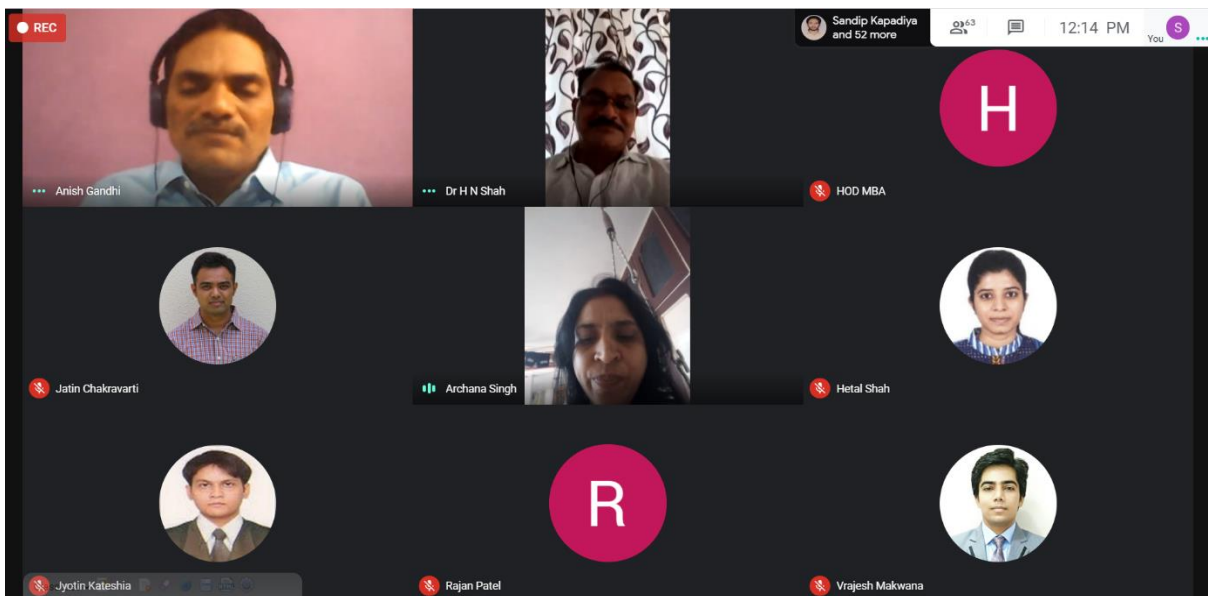 REC
Sandip Kapadiya
and 52 more
63
12:14 PM
You
S
Anish Gandhi
Dr H N Shah
H
HOD MBA
Jatin Chakravarti
Archana Singh
Hetal Shah
Jyotin Kateshia
R
Rajan Patel
Vrajesh Makwana